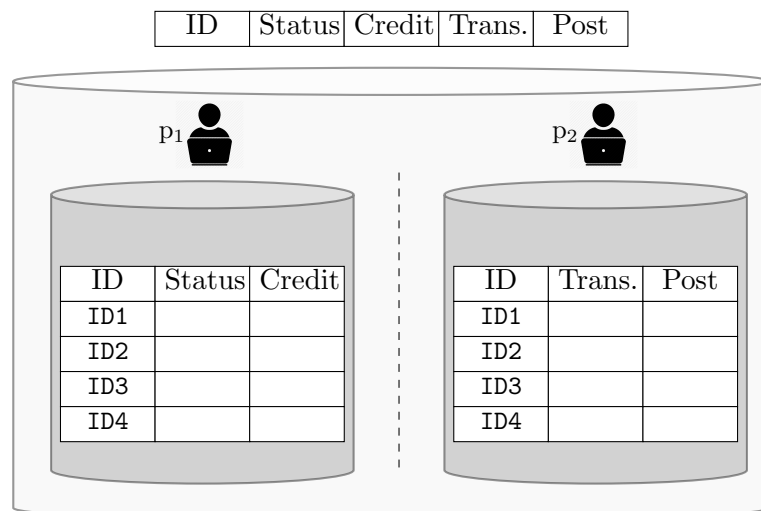 ID Status Credit Trans. Post
p1 p2
ID Status Credit ID Trans. Post
ID1 ID1
ID2 ID2
ID3 ID3
ID4 ID4